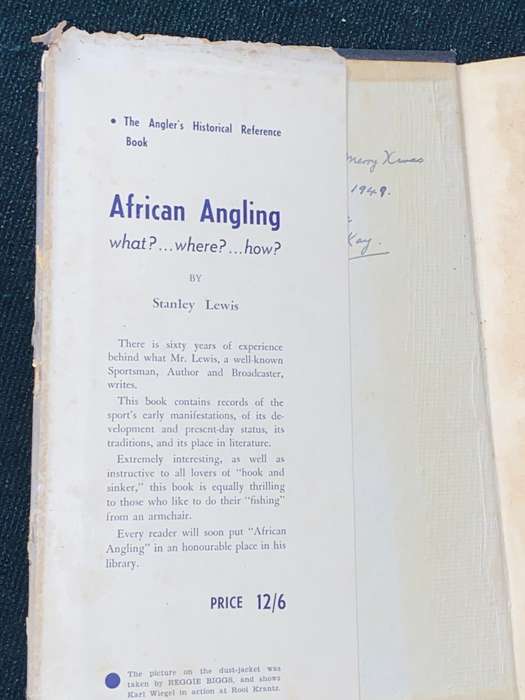 • The Angler's Historical Reference
Book
African Angling
what?...where?...how?
BY
Stanley Lewis
There is sixty years of experience
behind what Mr. Lewis, a well-known
Sportsman, Author and Broadcaster,
writes.
This book contains records of the
sport's early manifestations, of its de-
velopment and present-day status, its
traditions, and its place in literature.
Extremely interesting, as well as
instructive to all lovers of "hook and
sinker," this book is equally thrilling
to those who like to do their "fishing"
from an armchair.
Every reader will soon put "African
Angling" in an honourable place in his
library.
PRICE 12/6
The picture on the dust-jacket was
taken by REGGIE BIGGS, and shows
Karl Wiegel in action at Rooi Krantz.
Merry Xmas
1949.
Kay.